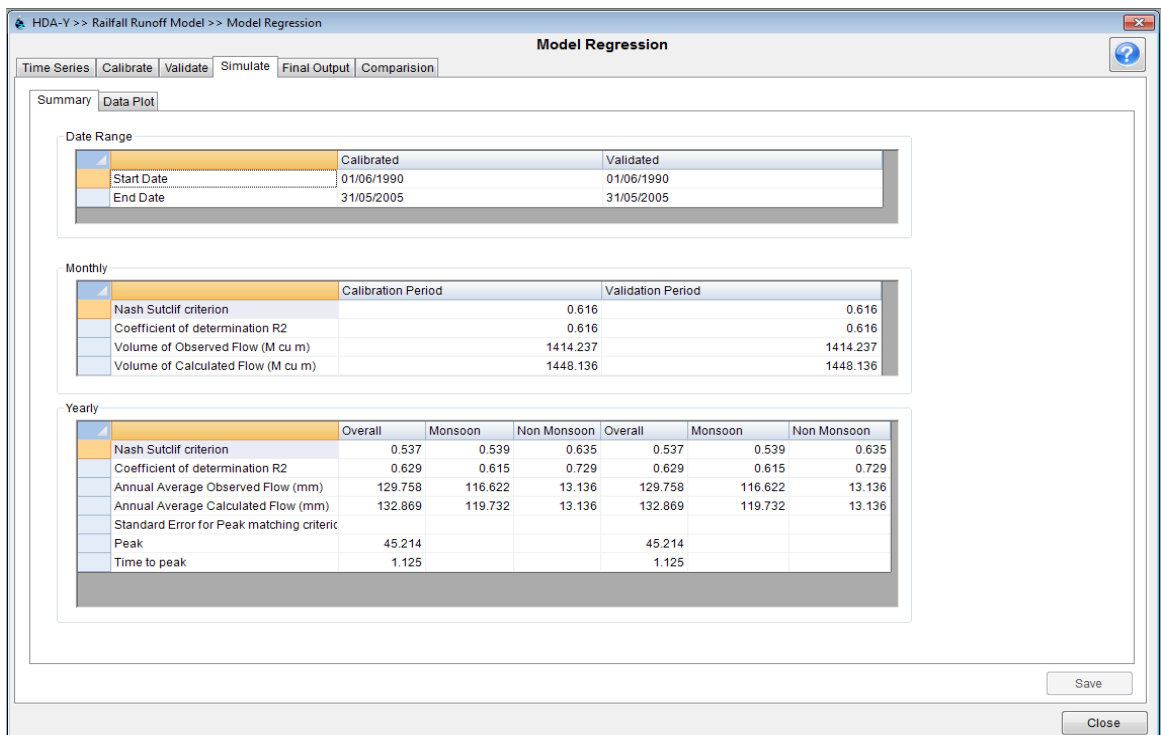 HDA-Y >> Railfall Runoff Model >> Model Regression
Model Regression
Time Series Calibrate Validate Simulate Final Output Comparision
Summary Data Plot
Date Range
Calibrated Validated
Start Date 01/06/1990 01/06/1990
End Date 31/05/2005 31/05/2005
Monthly
Calibration Period Validation Period
Nash Sutclif criterion 0.616 0.616
Coefficient of determination R2 0.616 0.616
Volume of Observed Flow (M cu m) 1414.237 1414.237
Volume of Calculated Flow (M cu m) 1448.136 1448.136
Yearly
Overall Monsoon Non Monsoon Overall Monsoon Non Monsoon
Nash Sutclif criterion 0.537 0.539 0.635 0.537 0.539 0.635
Coefficient of determination R2 0.629 0.615 0.729 0.629 0.615 0.729
Annual Average Observed Flow (mm) 129.758 116.622 13.136 129.758 116.622 13.136
Annual Average Calculated Flow (mm) 132.869 119.732 13.136 132.869 119.732 13.136
Standard Error for Peak matching criteric
Peak 45.214 45.214
Time to peak 1.125 1.125
Save
Close